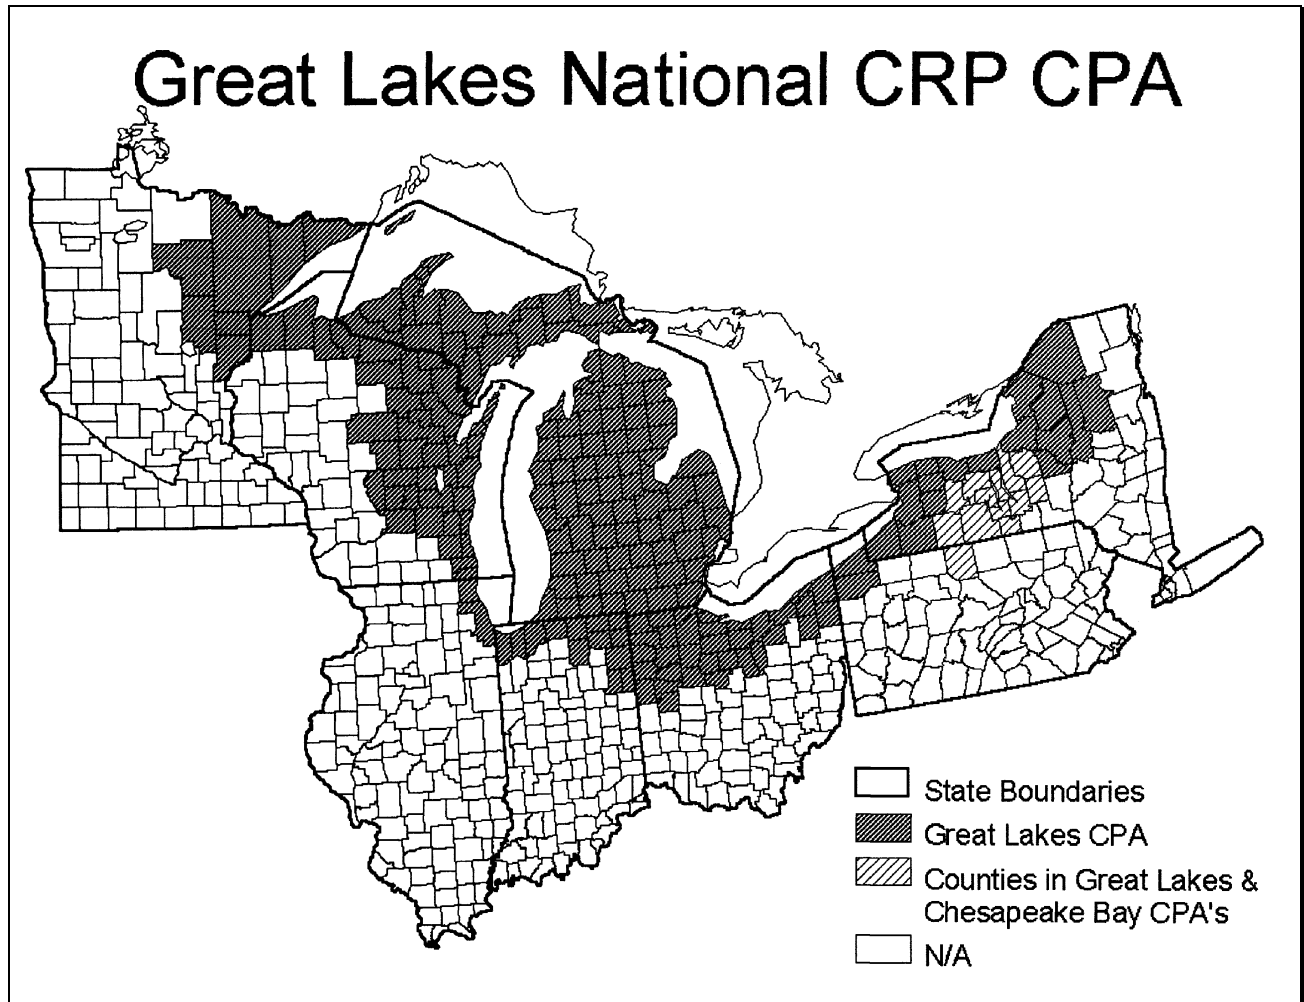 Great Lakes National CRP CPA
State Boundaries
Great Lakes CPA
Counties in Great Lakes &
Chesapeake Bay CPA's
N/A